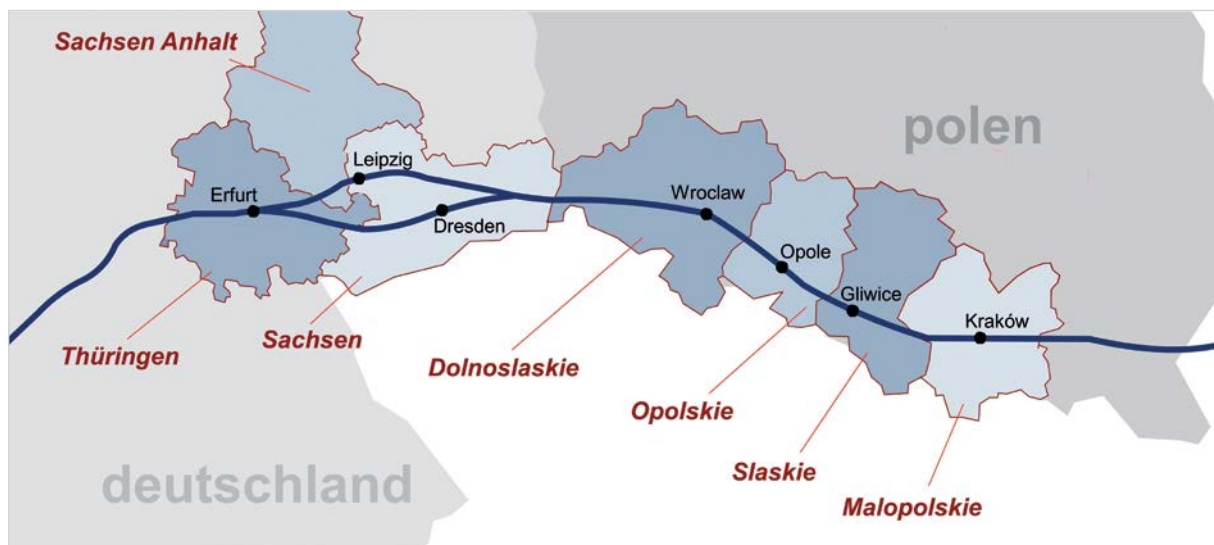 Sachsen Anhalt
polen
Leipzig
Erfurt
Wroclaw
Dresden
Opole
Gliwice
Kraków
Thüringen
Sachsen
Dolnoslaskie
Opolskie
Slaskie
deutschland
Malopolskie